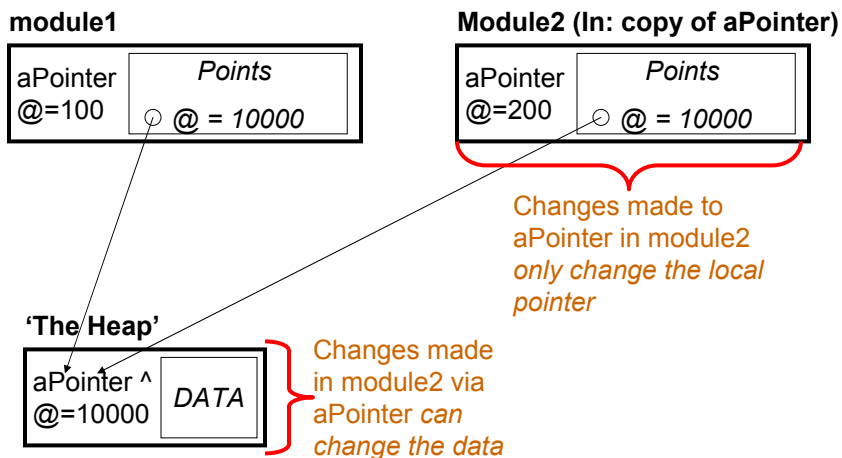 module1
aPointer
@=100
Points
@ = 10000
Module2 (In: copy of aPointer)
aPointer
@=200
Points
@ = 10000
Changes made to
aPointer in module2
only change the local
pointer
‘The Heap’
aPointer ^
@=10000
DATA
Changes made
in module2 via
aPointer can
change the data